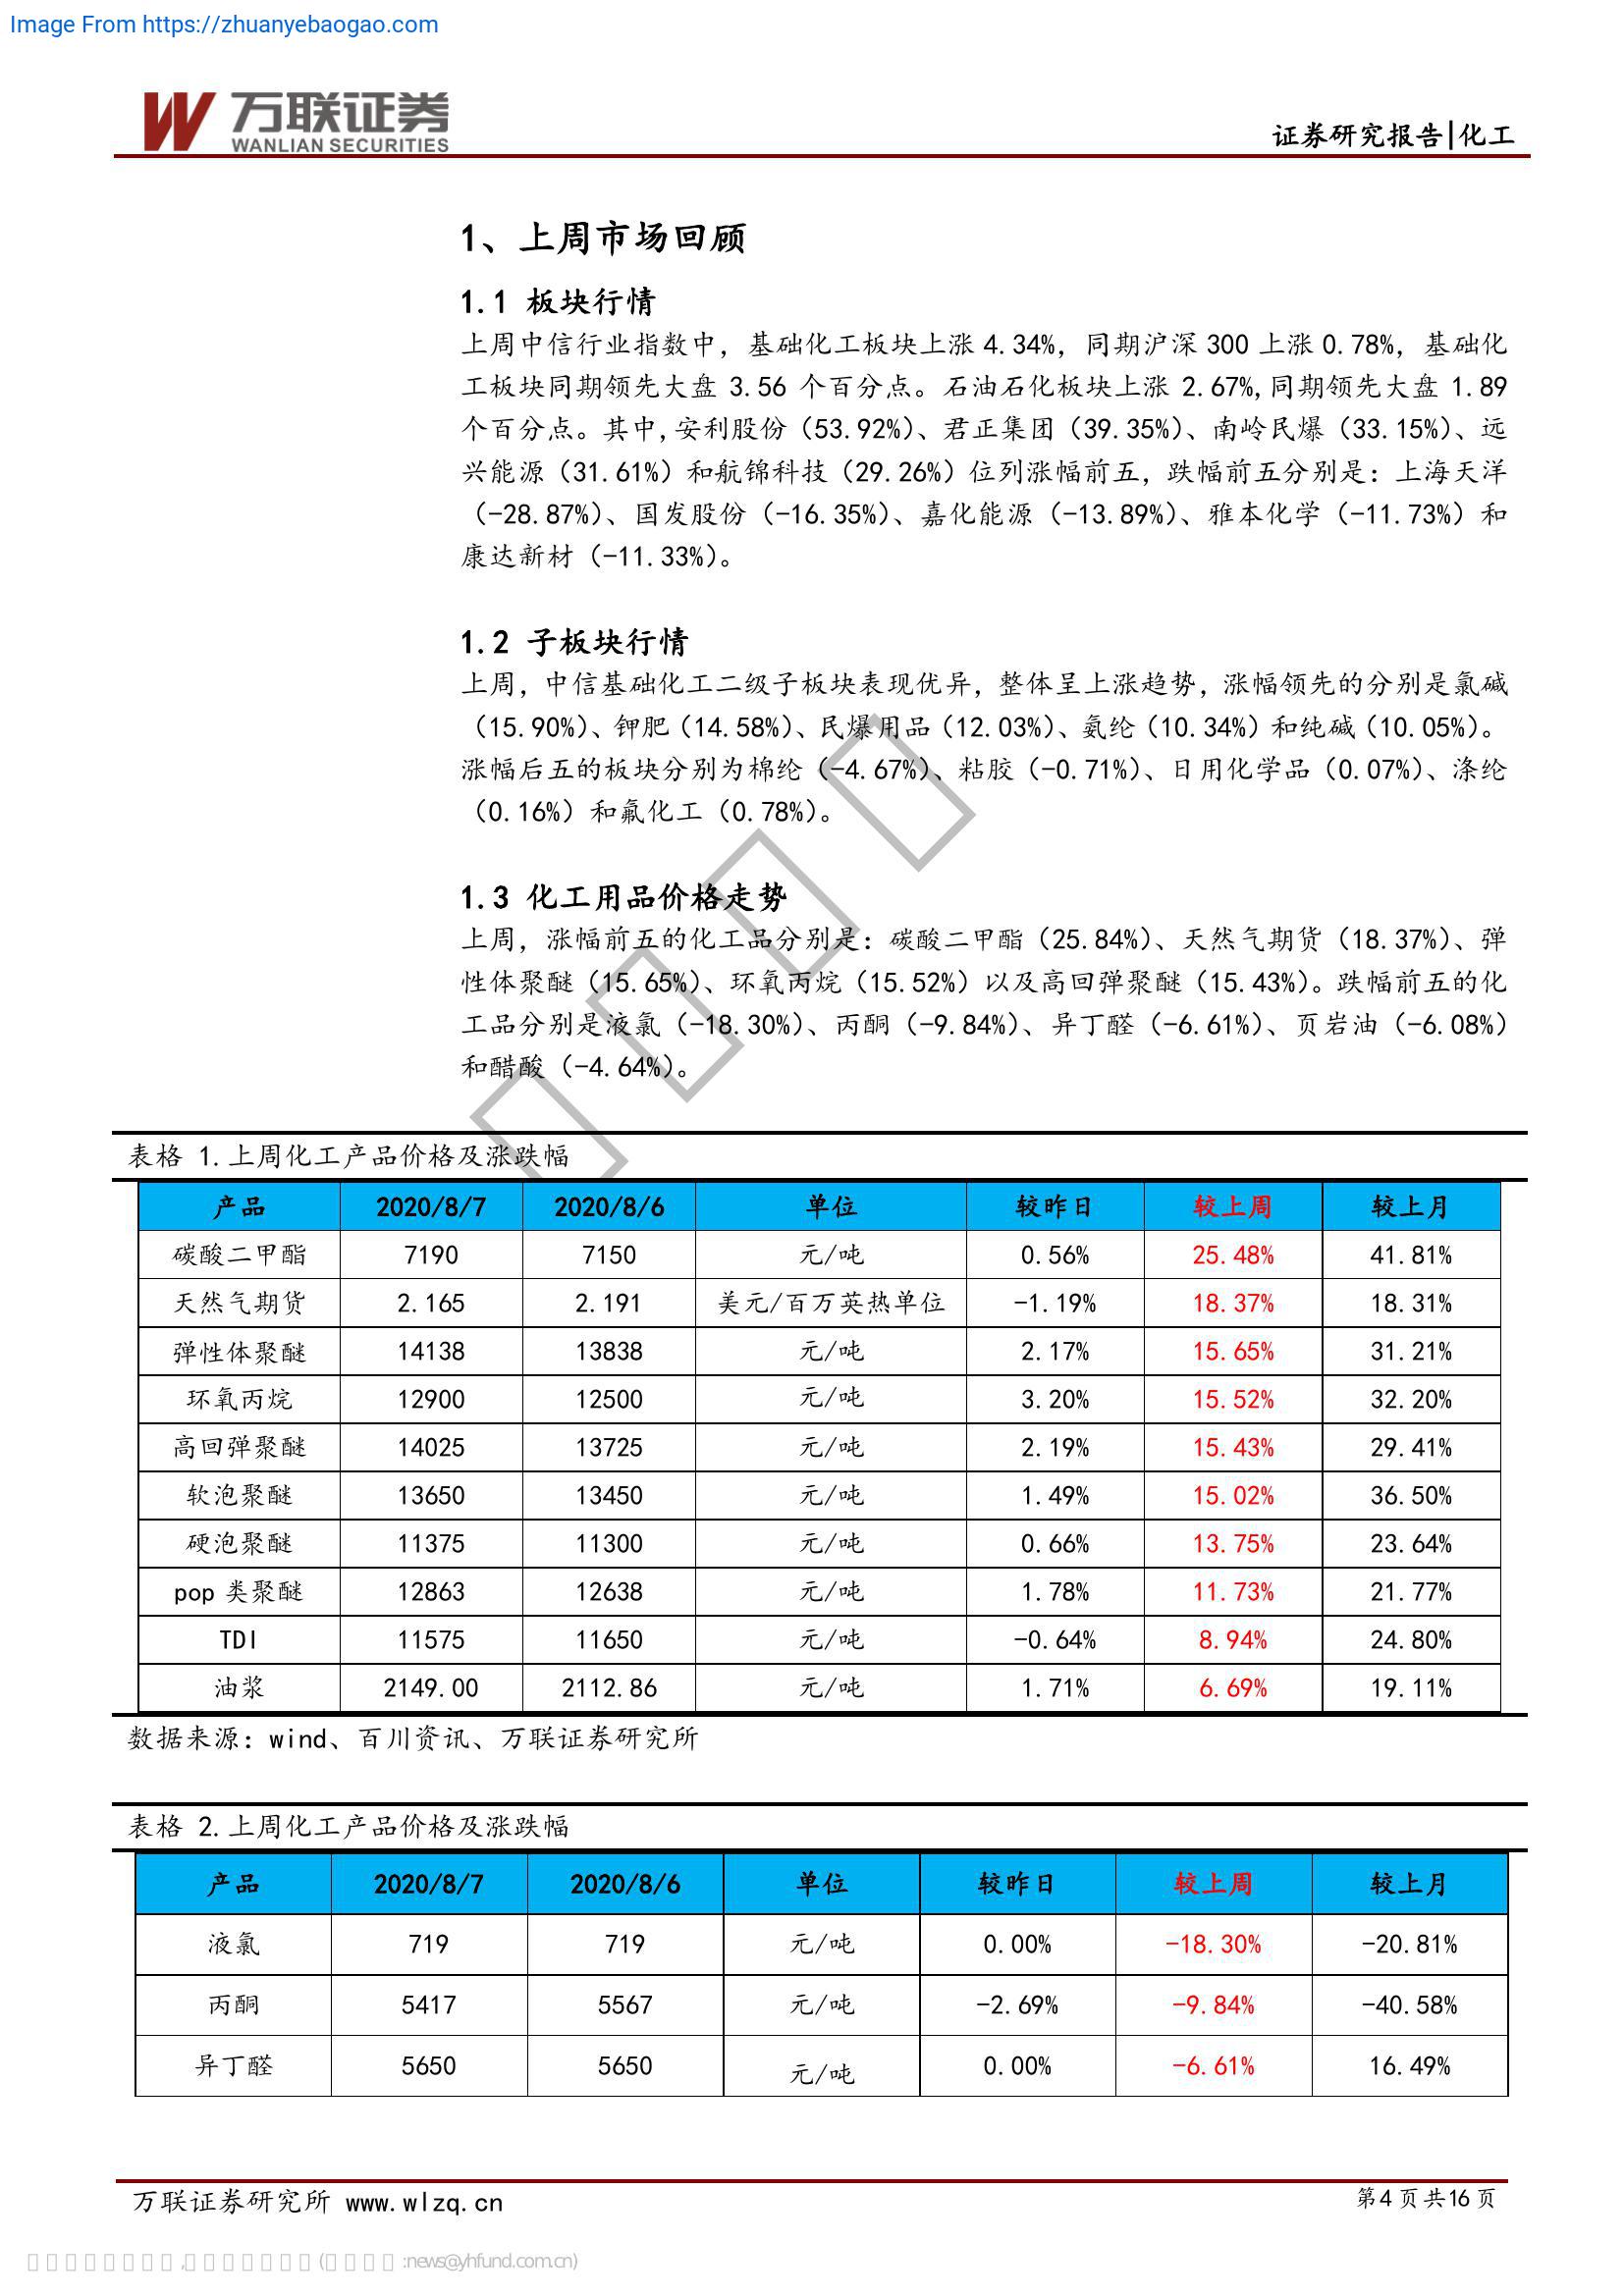 Image From https://zhuanyebaogao.com
万联证券
WANLIAN SECURITIES
证券研究报告|化工
1、上周市场回顾
1.1 板块行情
上周中信行业指数中，基础化工板块上涨 4.34%，同期沪深 300 上涨 0.78%，基础化
工板块同期领先大盘 3.56 个百分点。石油石化板块上涨 2.67%,同期领先大盘 1.89
个百分点。其中,安利股份（53.92%）、君正集团（39.35%）、南岭民爆（33.15%）、远
兴能源（31.61%）和航锦科技（29.26%）位列涨幅前五，跌幅前五分别是：上海天洋
（-28.87%）、国发股份（-16.35%）、嘉化能源（-13.89%）、雅本化学（-11.73%）和
康达新材（-11.33%）。
1.2 子板块行情
上周，中信基础化工二级子板块表现优异，整体呈上涨趋势，涨幅领先的分别是氯碱
（15.90%）、钾肥（14.58%）、民爆用品（12.03%）、氨纶（10.34%）和纯碱（10.05%）。
涨幅后五的板块分别为棉纶（-4.67%）、粘胶（-0.71%）、日用化学品（0.07%）、涤纶
（0.16%）和氟化工（0.78%）。
1.3 化工用品价格走势
上周，涨幅前五的化工品分别是：碳酸二甲酯（25.84%）、天然气期货（18.37%）、弹
性体聚醚（15.65%）、环氧丙烷（15.52%）以及高回弹聚醚（15.43%）。跌幅前五的化
工品分别是液氯（-18.30%）、丙酮（-9.84%）、异丁醛（-6.61%）、页岩油（-6.08%）
和醋酸（-4.64%）。
表格 1.上周化工产品价格及涨跌幅
产品 2020/8/7 2020/8/6 单位 较昨日 较上周 较上月
碳酸二甲酯 7190 7150 元/吨 0.56% 25.48% 41.81%
天然气期货 2.165 2.191 美元/百万英热单位 -1.19% 18.37% 18.31%
弹性体聚醚 14138 13838 元/吨 2.17% 15.65% 31.21%
环氧丙烷 12900 12500 元/吨 3.20% 15.52% 32.20%
高回弹聚醚 14025 13725 元/吨 2.19% 15.43% 29.41%
软泡聚醚 13650 13450 元/吨 1.49% 15.02% 36.50%
硬泡聚醚 11375 11300 元/吨 0.66% 13.75% 23.64%
pop 类聚醚 12863 12638 元/吨 1.78% 11.73% 21.77%
TDI 11575 11650 元/吨 -0.64% 8.94% 24.80%
油浆 2149.00 2112.86 元/吨 1.71% 6.69% 19.11%
数据来源：wind、百川资讯、万联证券研究所
表格 2.上周化工产品价格及涨跌幅
产品 2020/8/7 2020/8/6 单位 较昨日 较上周 较上月
液氯 719 719 元/吨 0.00% -18.30% -20.81%
丙酮 5417 5567 元/吨 -2.69% -9.84% -40.58%
异丁醛 5650 5650 元/吨 0.00% -6.61% 16.49%
万联证券研究所 www.wlzq.cn
第4页共16页
:news@yhfund.com.cn)